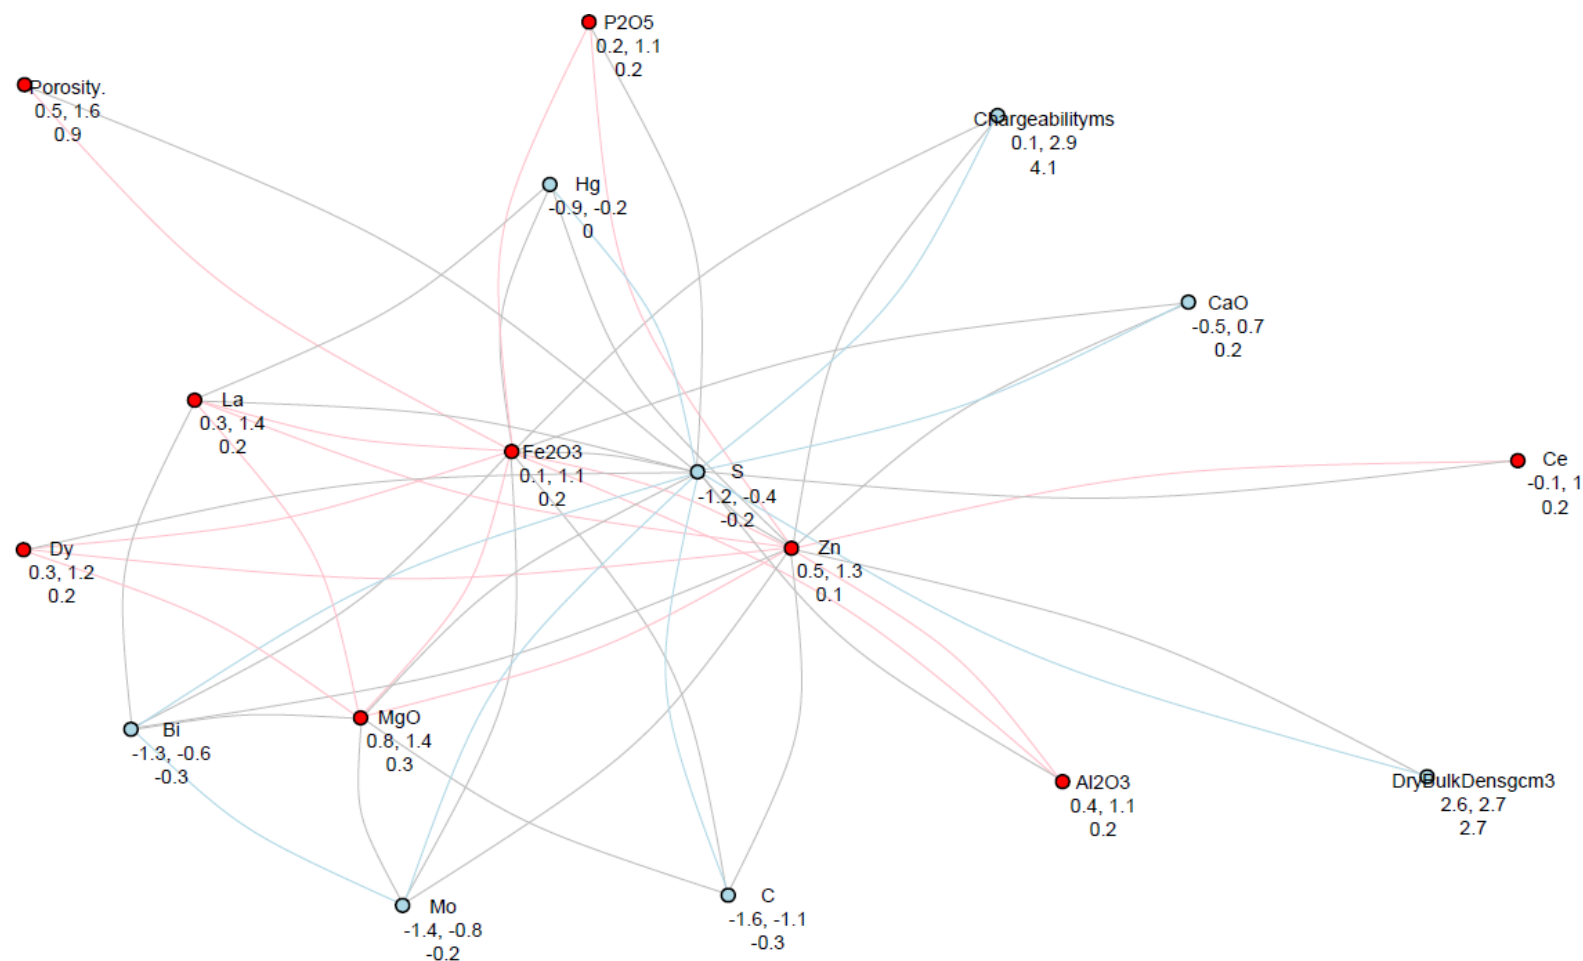 P2O5
0.2, 1.1
0.2
Porosity.
0.5, 1.6
0.9
Chargeabilityms
0.1, 2.9
4.1
Hg
-0.9, -0.2
0
CaO
-0.5, 0.7
0.2
La
0.3, 1.4
0.2
Fe2O3
0.1, 1.1
0.2
S
-1.2, -0.4
-0.2
Ce
-0.1, 1
0.2
Dy
0.3, 1.2
0.2
Zn
0.5, 1.3
0.1
Bi
-1.3, -0.6
-0.3
MgO
0.8, 1.4
0.3
Al2O3
0.4, 1.1
0.2
DryBulkDensgcm3
2.6, 2.7
2.7
Mo
-1.4, -0.8
-0.2
C
-1.6, -1.1
-0.3